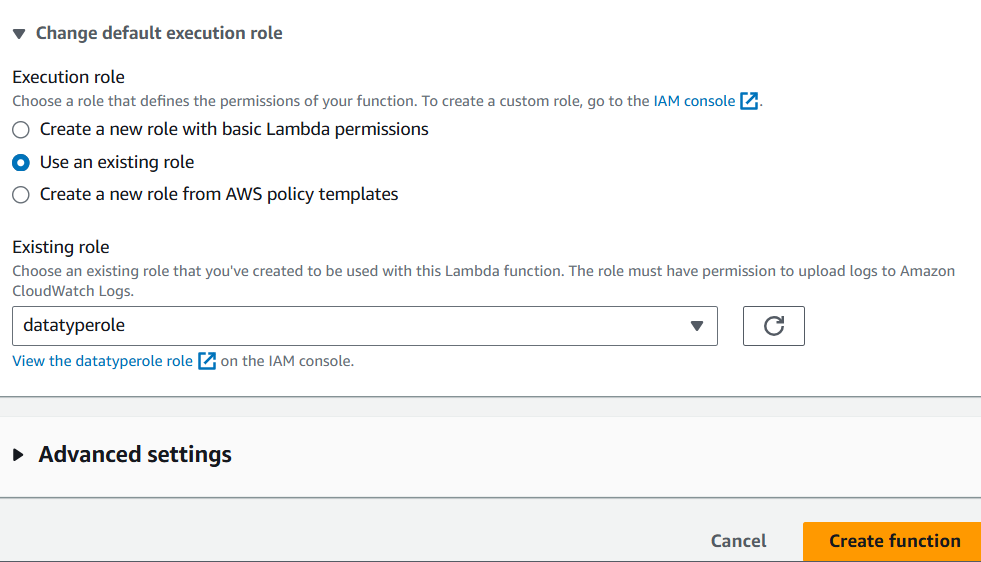 Change default execution role
Execution role
Choose a role that defines the permissions of your function. To create a custom role, go to the IAM console.
Create a new role with basic Lambda permissions
Use an existing role
Create a new role from AWS policy templates
Existing role
Choose an existing role that you've created to be used with this Lambda function. The role must have permission to upload logs to Amazon
CloudWatch Logs.
datatyperole
View the datatyperole role on the IAM console.
Advanced settings
Cancel Create function